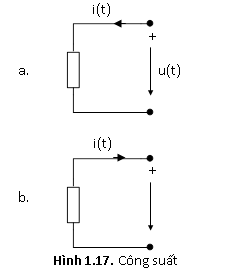 i(t)
+
a.
u(t)
i(t)
+
b.
Hình 1.17. Công suất